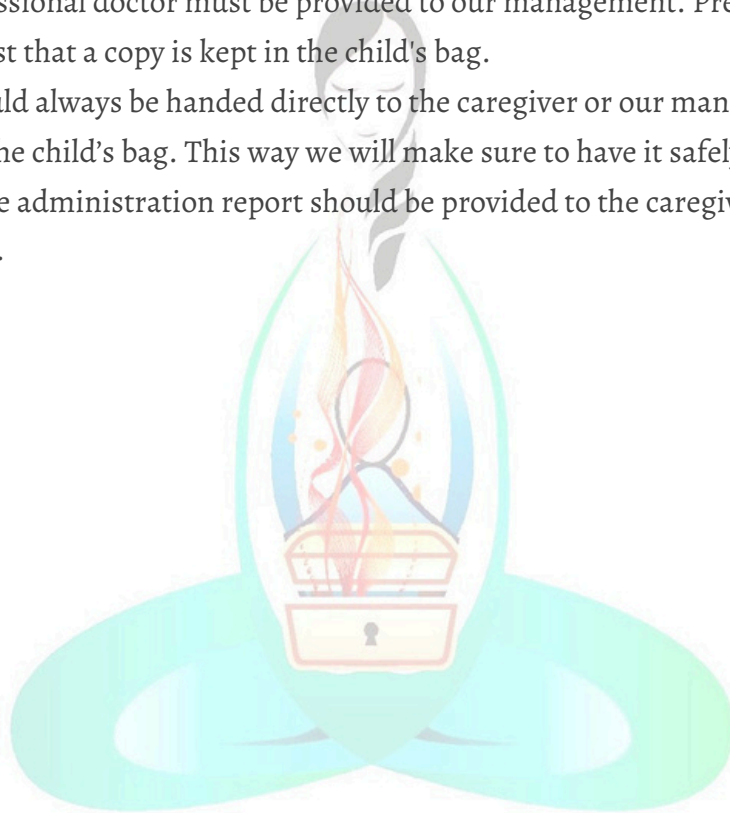 ssional doctor must be provided to our management. Pre
st that a copy is kept in the child's bag.
uld always be handed directly to the caregiver or our man
he child’s bag. This way we will make sure to have it safely
e administration report should be provided to the caregiv
.